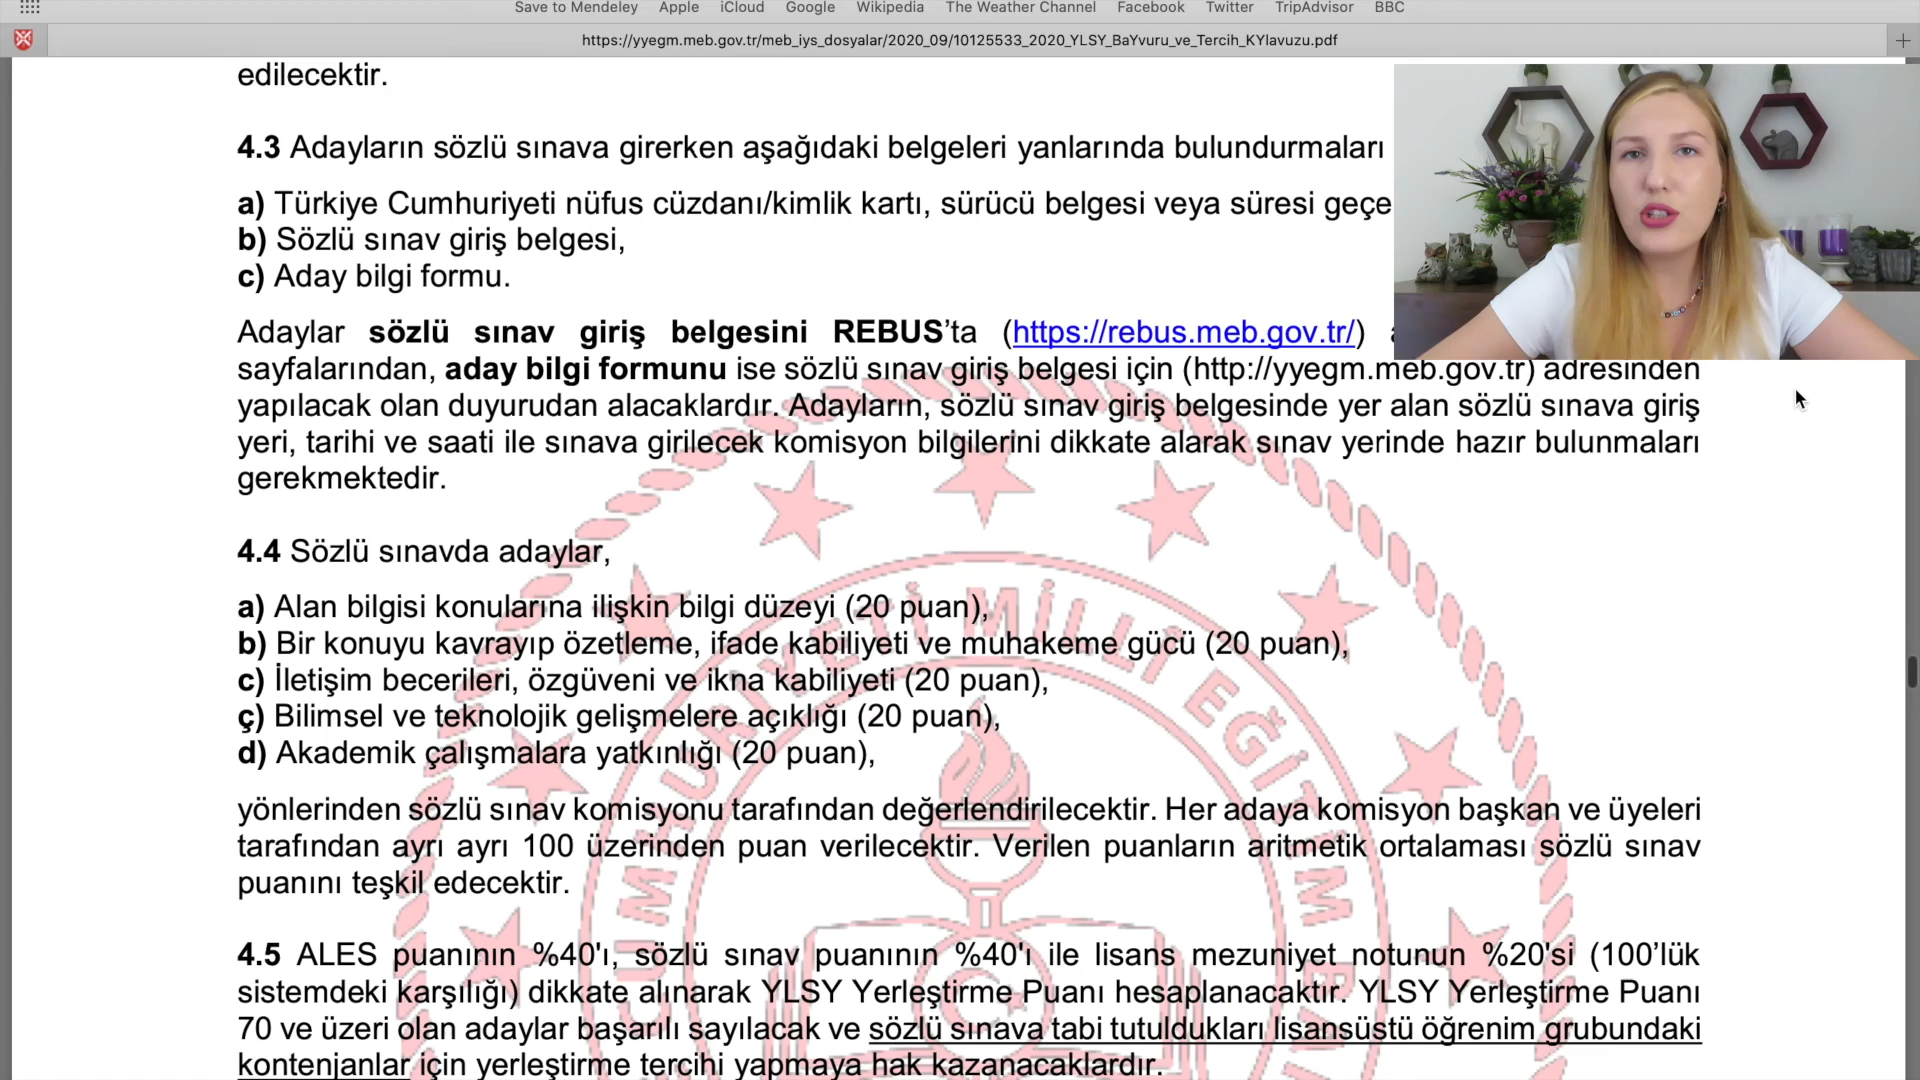 Save to Mendeley Apple iCloud Google Wikipedia The Weather Channel Facebook Twitter TripAdvisor BBC
https://yyegm.meb.gov.tr/meb_iys_dosyalar/2020_09/10125533_2020_YLSY_BaYvuru_ve_Tercih_KYlavuzu.pdf
edilecektir.
4.3 Adayların sözlü sınava girerken aşağıdaki belgeleri yanlarında bulundurmaları
a) Türkiye Cumhuriyeti nüfus cüzdanı/kimlik kartı, sürücü belgesi veya süresi geçe
b) Sözlü sınav giriş belgesi,
c) Aday bilgi formu.
Adaylar sözlü sınav giriş belgesini REBUS’ta (https://rebus.meb.gov.tr/)
sayfalarından, aday bilgi formunu ise sözlü sınav giriş belgesi için (http://yyegm.meb.gov.tr) adresinden
yapılacak olan duyurudan alacaklardır. Adayların, sözlü sınav giriş belgesinde yer alan sözlü sınava giriş
yeri, tarihi ve saati ile sınava girilecek komisyon bilgilerini dikkate alarak sınav yerinde hazır bulunmaları
gerekmektedir.
4.4 Sözlü sınavda adaylar,
a) Alan bilgisi konularına ilişkin bilgi düzeyi (20 puan),
b) Bir konuyu kavrayıp özetleme, ifade kabiliyeti ve muhakeme gücü (20 puan),
c) İletişim becerileri, özgüveni ve ikna kabiliyeti (20 puan),
ç) Bilimsel ve teknolojik gelişmelere açıklığı (20 puan),
d) Akademik çalışmalara yatkınlığı (20 puan),
yönlerinden sözlü sınav komisyonu tarafından değerlendirilecektir. Her adaya komisyon başkan ve üyeleri
tarafından ayrı ayrı 100 üzerinden puan verilecektir. Verilen puanların aritmetik ortalaması sözlü sınav
puanını teşkil edecektir.
4.5 ALES puanının %40'ı, sözlü sınav puanının %40'ı ile lisans mezuniyet notunun %20'si (100’lük
sistemdeki karşılığı) dikkate alınarak YLSY Yerleştirme Puanı hesaplanacaktır. YLSY Yerleştirme Puanı
70 ve üzeri olan adaylar başarılı sayılacak ve sözlü sınava tabi tutuldukları lisansüstü öğrenim grubundaki
kontenjanlar için yerleştirme tercihi yapmaya hak kazanacaklardır.